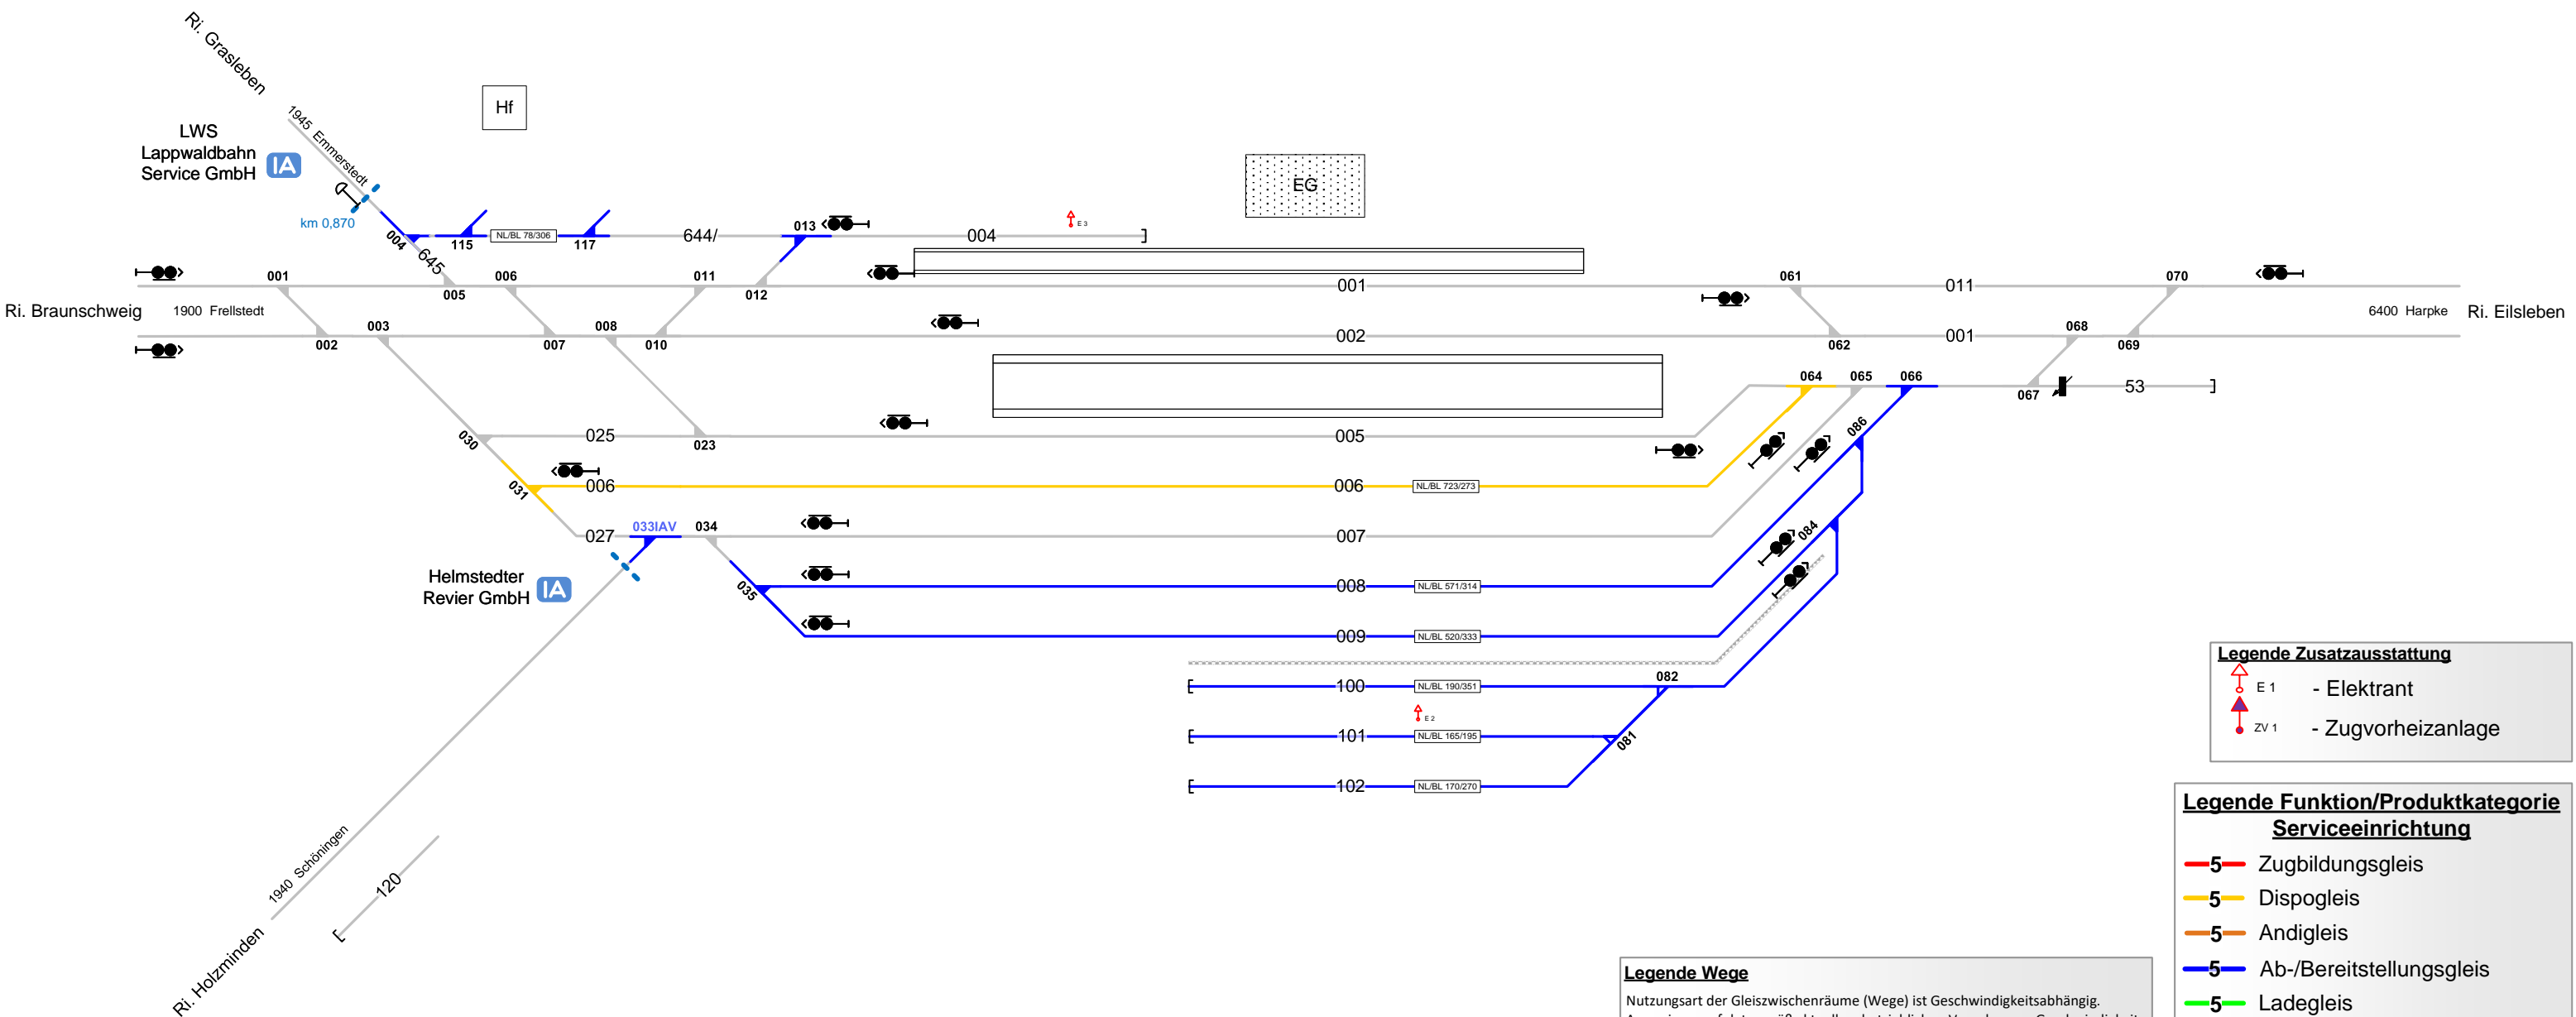 Ri. Grasleben
1945 Emmerstedt
LWS
Lappwaldbahn
Service GmbH
IA
km 0,870
Hf
EG
004
645
115
NL/BL 78/306
117
644/
013
004
E 3
001
005
006
011
012
001
061
011
070
Ri. Braunschweig
1900 Frellstedt
6400 Harpke
Ri. Eilsleben
002
003
007
008
010
002
062
001
068
069
064
065
066
067
53
030
025
023
005
086
031
006
006
NL/BL 723/273
027
033IAV
034
007
084
Helmstedter
Revier GmbH
IA
035
008
NL/BL 571/314
009
NL/BL 520/333
100
NL/BL 190/351
082
E 2
101
NL/BL 165/195
081
102
NL/BL 170/270
1940 Schöningen
120
Ri. Holzminden
Legende Zusatzausstattung
E 1 - Elektrant
ZV 1 - Zugvorheizanlage
Legende Funktion/Produktkategorie
Serviceeinrichtung
5 Zugbildungsgleis
5 Dispogleis
5 Andigleis
5 Ab-/Bereitstellungsgleis
5 Ladegleis
Legende Wege
Nutzungsart der Gleiszwischenräume (Wege) ist Geschwindigkeitsabhängig.